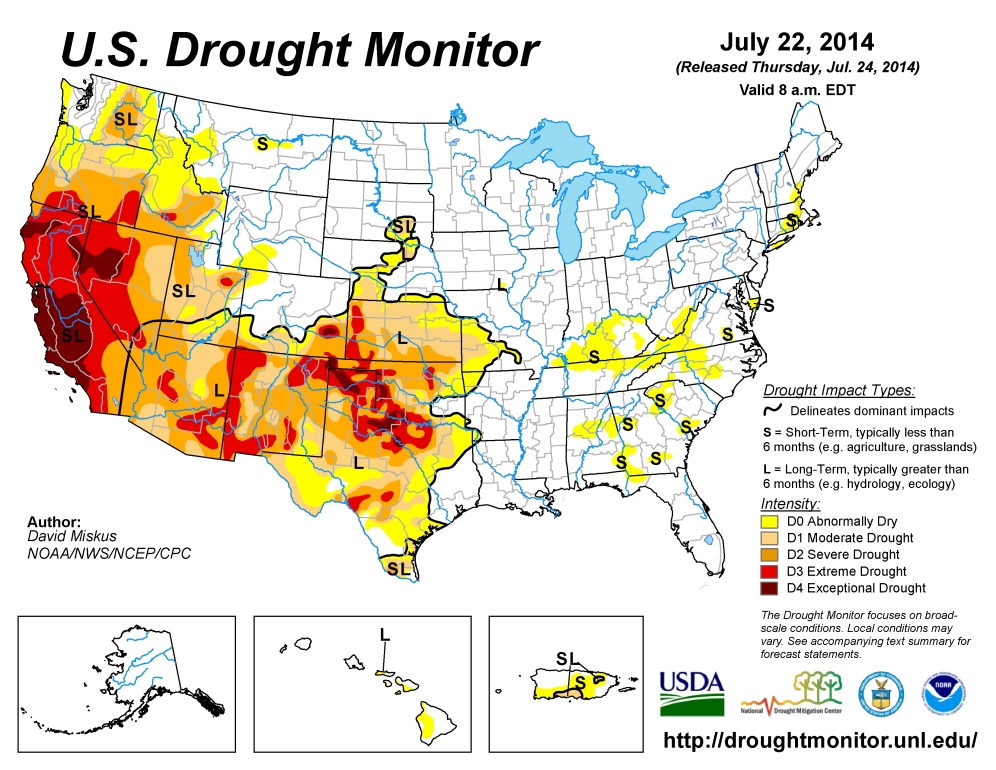 U.S. Drought Monitor
July 22, 2014
(Released Thursday, Jul. 24, 2014)
Valid 8 a.m. EDT
SL
S
SL
SL
S
SL
L
S
SL
L
S
S
L
S
S
S
L
S
S
SL
Drought Impact Types:
Delineates dominant impacts
S = Short-Term, typically less than
6 months (e.g. agriculture, grasslands)
L = Long-Term, typically greater than
6 months (e.g. hydrology, ecology)
Intensity:
D0 Abnormally Dry
D1 Moderate Drought
D2 Severe Drought
D3 Extreme Drought
D4 Exceptional Drought
Author:
David Miskus
NOAA/NWS/NCEP/CPC
The Drought Monitor focuses on broad-
scale conditions. Local conditions may
vary. See accompanying text summary for
forecast statements.
L
SL
S
USDA
National Drought Mitigation Center
NOAA
http://droughtmonitor.unl.edu/